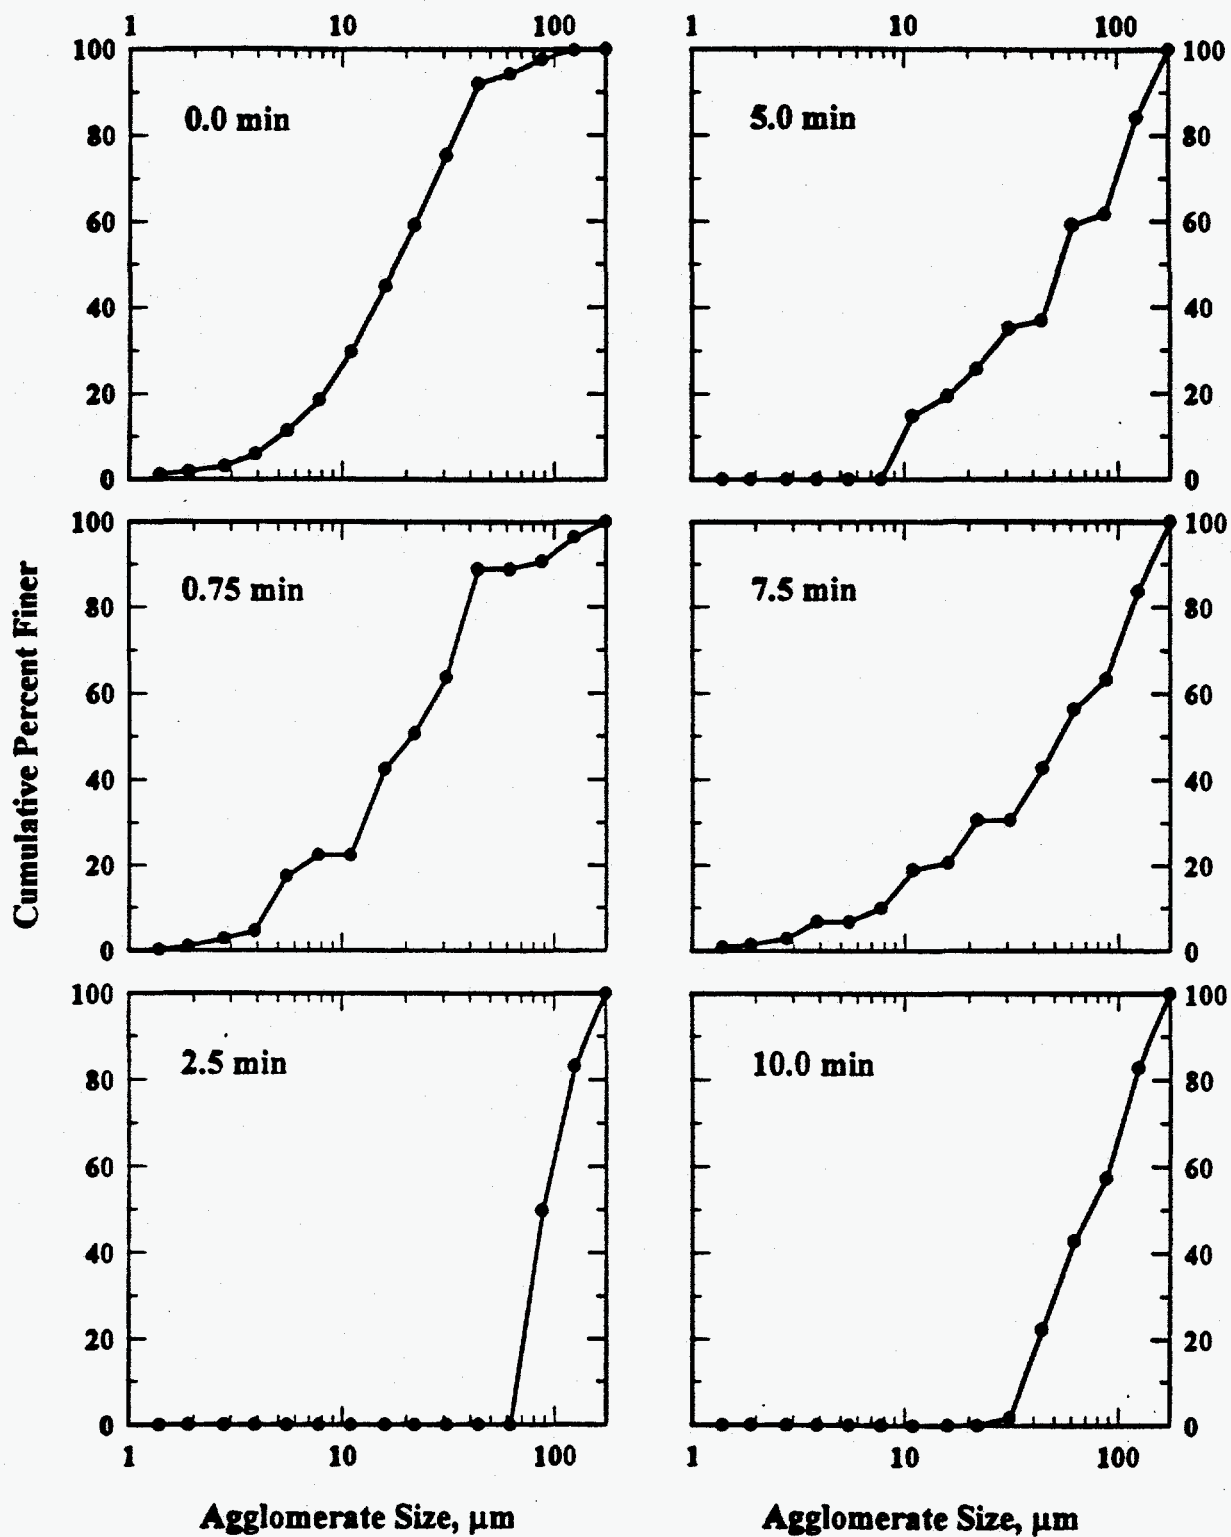 1 10 100 1 10 100
100 100
0.0 min 5.0 min
80 80
60 60
40 40
20 20
0 0
100 100
0.75 min 7.5 min
80 80
60 60
40 40
20 20
0 0
Cumulative Percent Finer
100 100
2.5 min 10.0 min
80 80
60 60
40 40
20 20
0 0
1 10 100 1 10 100
Agglomerate Size, μm Agglomerate Size, μm